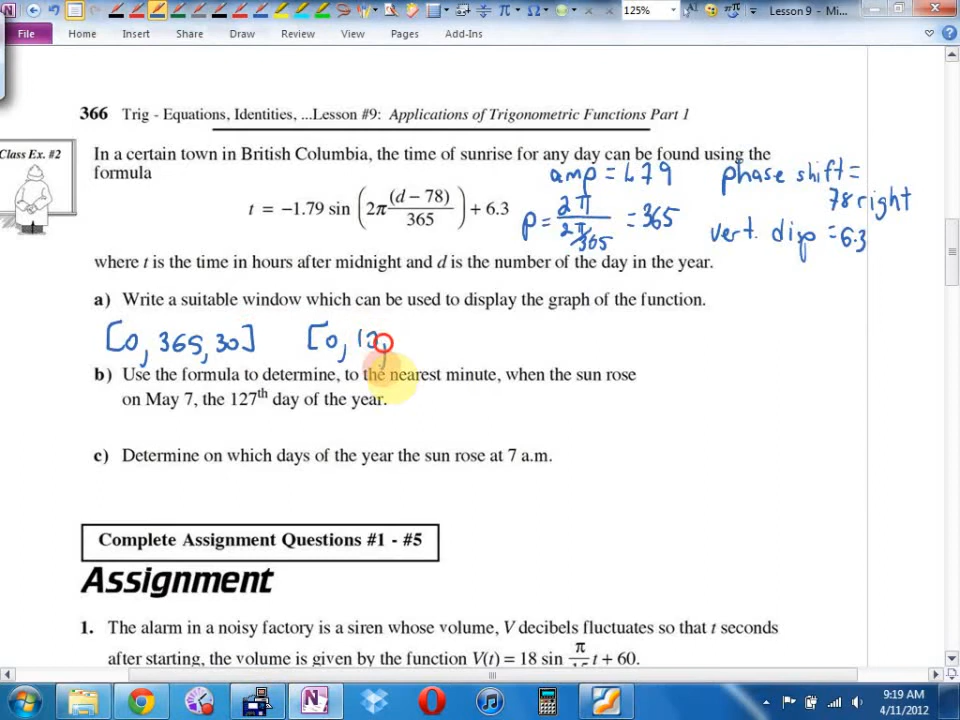 125%
Lesson 9 - Mi...
File Home Insert Share Draw Review View Pages Add-Ins
366 Trig - Equations, Identities, ...Lesson #9: Applications of Trigonometric Functions Part 1
Class Ex. #2
In a certain town in British Columbia, the time of sunrise for any day can be found using the
formula
amp = 1.79
phase shift =
78 right
t = −1.79 sin (2π (d − 78)/365) + 6.3
p = 2π / 2π/365 = 365
vert. disp = 6.3
where t is the time in hours after midnight and d is the number of the day in the year.
a) Write a suitable window which can be used to display the graph of the function.
[0, 365, 30] [0, 12,
b) Use the formula to determine, to the nearest minute, when the sun rose
on May 7, the 127th day of the year.
c) Determine on which days of the year the sun rose at 7 a.m.
Complete Assignment Questions #1 - #5
Assignment
1. The alarm in a noisy factory is a siren whose volume, V decibels fluctuates so that t seconds
after starting, the volume is given by the function V(t) = 18 sin π t + 60.
9:19 AM
4/11/2012